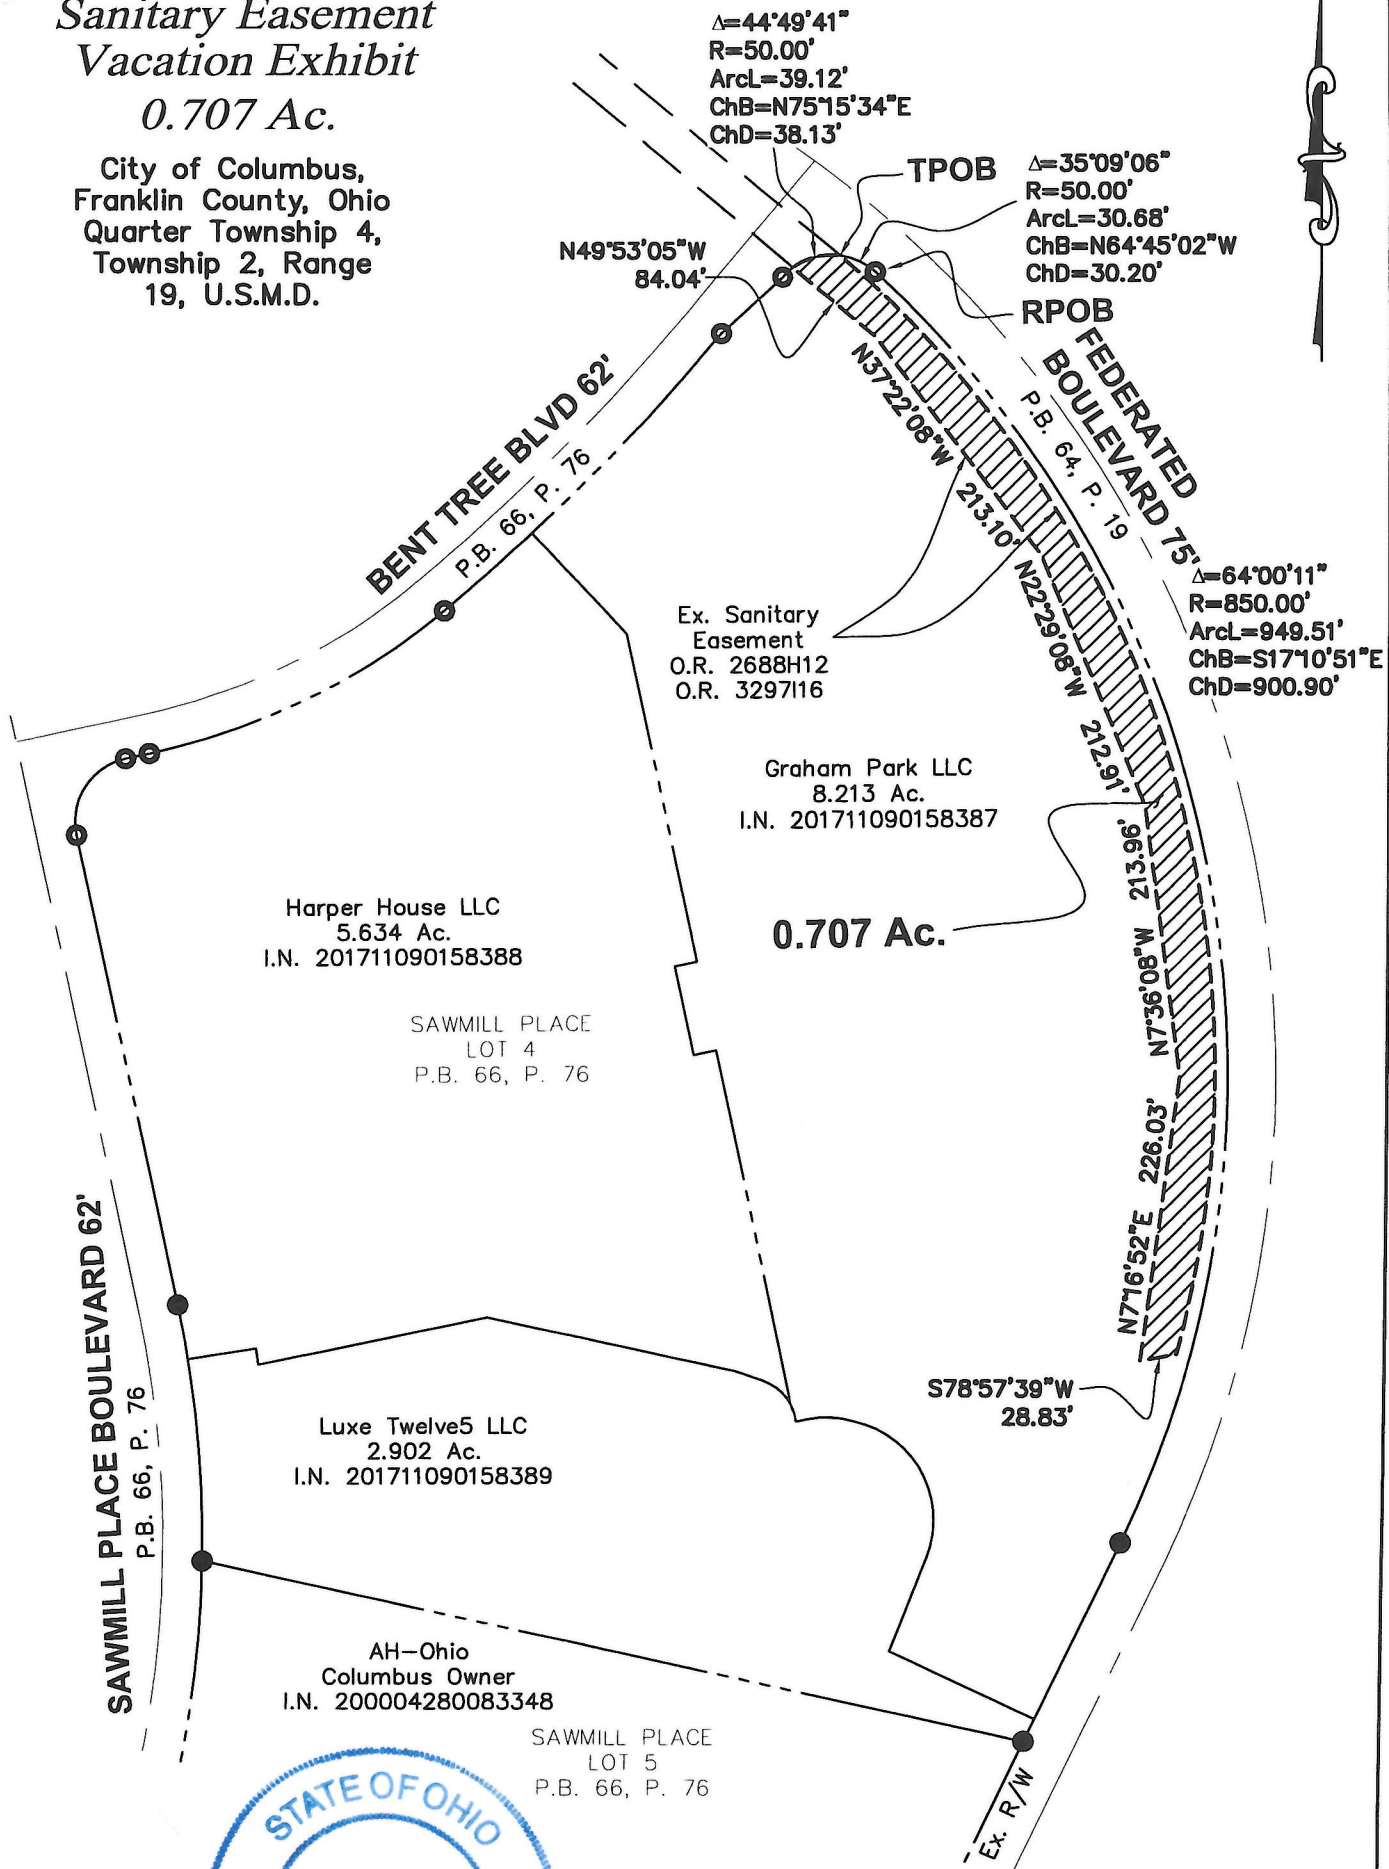 Sanitary Easement
Vacation Exhibit
0.707 Ac.
City of Columbus,
Franklin County, Ohio
Quarter Township 4,
Township 2, Range
19, U.S.M.D.
Δ=44°49'41"
R=50.00'
ArcL=39.12'
ChB=N75°15'34"E
ChD=38.13'
TPOB
Δ=35°09'06"
R=50.00'
ArcL=30.68'
ChB=N64°45'02"W
ChD=30.20'
N49°53'05"W
84.04'
RPOB
FEDERATED
BOULEVARD 75'
P.B. 64, P. 19
BENT TREE BLVD 62'
P.B. 66, P. 76
N37°22'08"W 213.10'
N22°29'08"W 212.91'
Δ=64°00'11"
R=850.00'
ArcL=949.51'
ChB=S17°10'51"E
ChD=900.90'
Ex. Sanitary
Easement
O.R. 2688H12
O.R. 3297I16
Graham Park LLC
8.213 Ac.
I.N. 201711090158387
N7°36'08"W 213.96'
0.707 Ac.
Harper House LLC
5.634 Ac.
I.N. 201711090158388
SAWMILL PLACE
LOT 4
P.B. 66, P. 76
N7°16'52"E 226.03'
S78°57'39"W
28.83'
SAWMILL PLACE BOULEVARD 62'
P.B. 66, P. 76
Luxe Twelve5 LLC
2.902 Ac.
I.N. 201711090158389
AH-Ohio
Columbus Owner
I.N. 200004280083348
SAWMILL PLACE
LOT 5
P.B. 66, P. 76
Ex. R/W
STATE OF OHIO